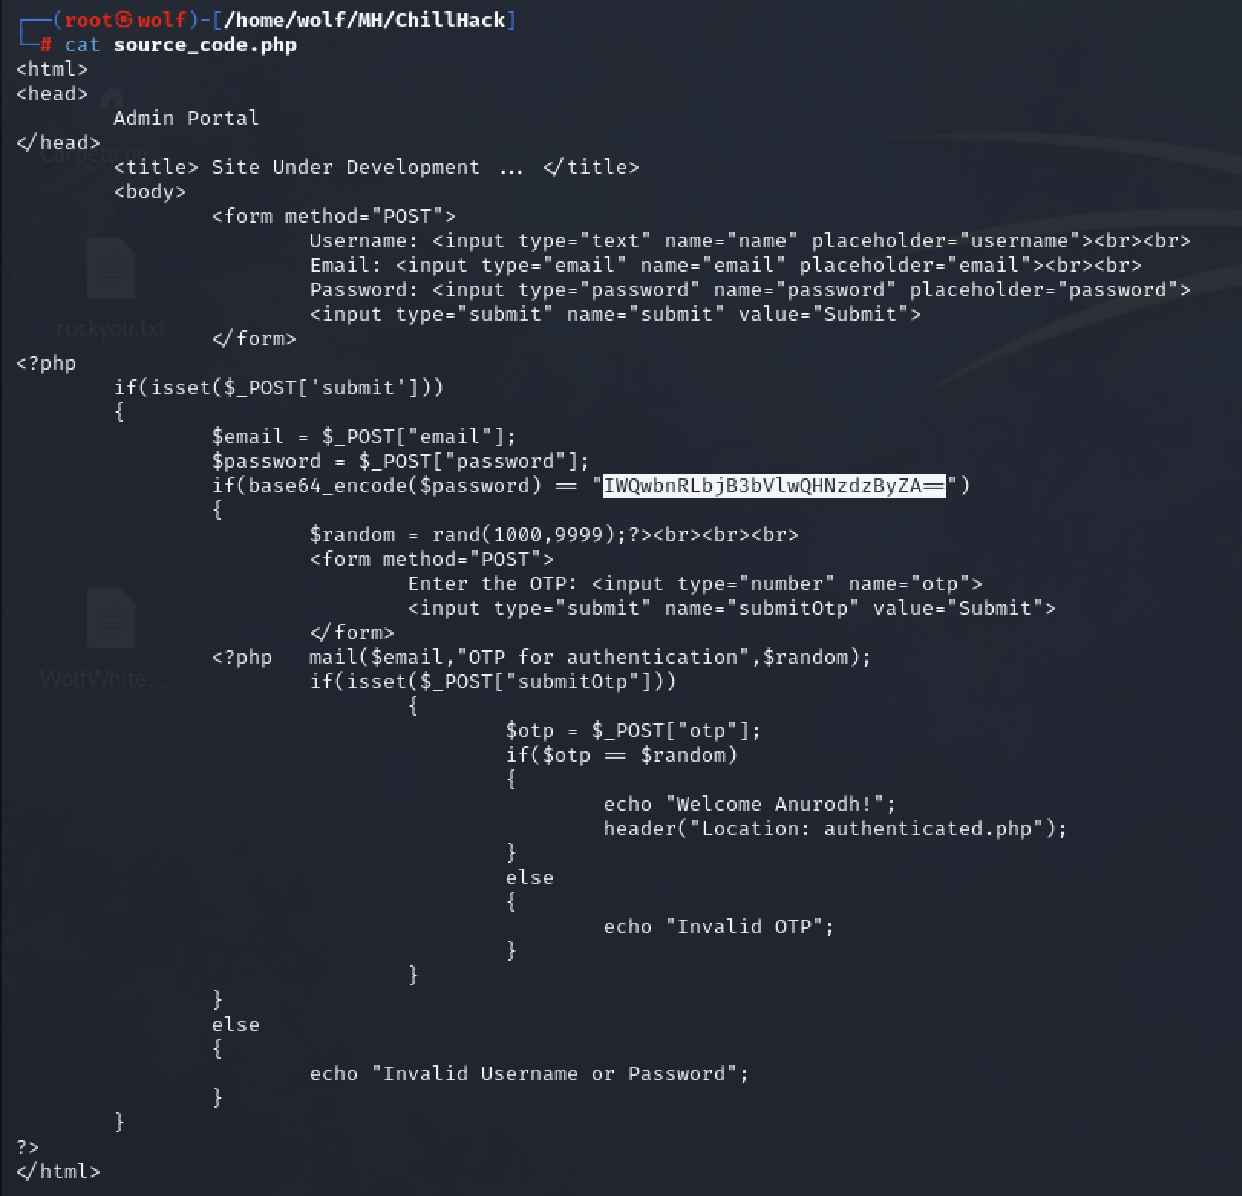 ┌──(root㉿wolf)-[/home/wolf/MH/ChillHack]
└─# cat source_code.php
<html>
<head>
        Admin Portal
</head>
        <title> Site Under Development ... </title>
        <body>
                <form method="POST">
                        Username: <input type="text" name="name" placeholder="username"><br><br>
                        Email: <input type="email" name="email" placeholder="email"><br><br>
                        Password: <input type="password" name="password" placeholder="password">
                        <input type="submit" name="submit" value="Submit">
                </form>
<?php
        if(isset($_POST['submit']))
        {
                $email = $_POST["email"];
                $password = $_POST["password"];
                if(base64_encode($password) == "IWQwbnRLbjB3bVlwQHNzdzByZA==")
                {
                        $random = rand(1000,9999);?><br><br><br>
                        <form method="POST">
                                Enter the OTP: <input type="number" name="otp">
                                <input type="submit" name="submitOtp" value="Submit">
                        </form>
                <?php   mail($email,"OTP for authentication",$random);
                        if(isset($_POST["submitOtp"]))
                                {
                                        $otp = $_POST["otp"];
                                        if($otp == $random)
                                        {
                                                echo "Welcome Anurodh!";
                                                header("Location: authenticated.php");
                                        }
                                        else
                                        {
                                                echo "Invalid OTP";
                                        }
                                }
                }
                else
                {
                        echo "Invalid Username or Password";
                }
        }
?>
</html>
Carpeta pe...
rockyou.txt
WolfWhite...